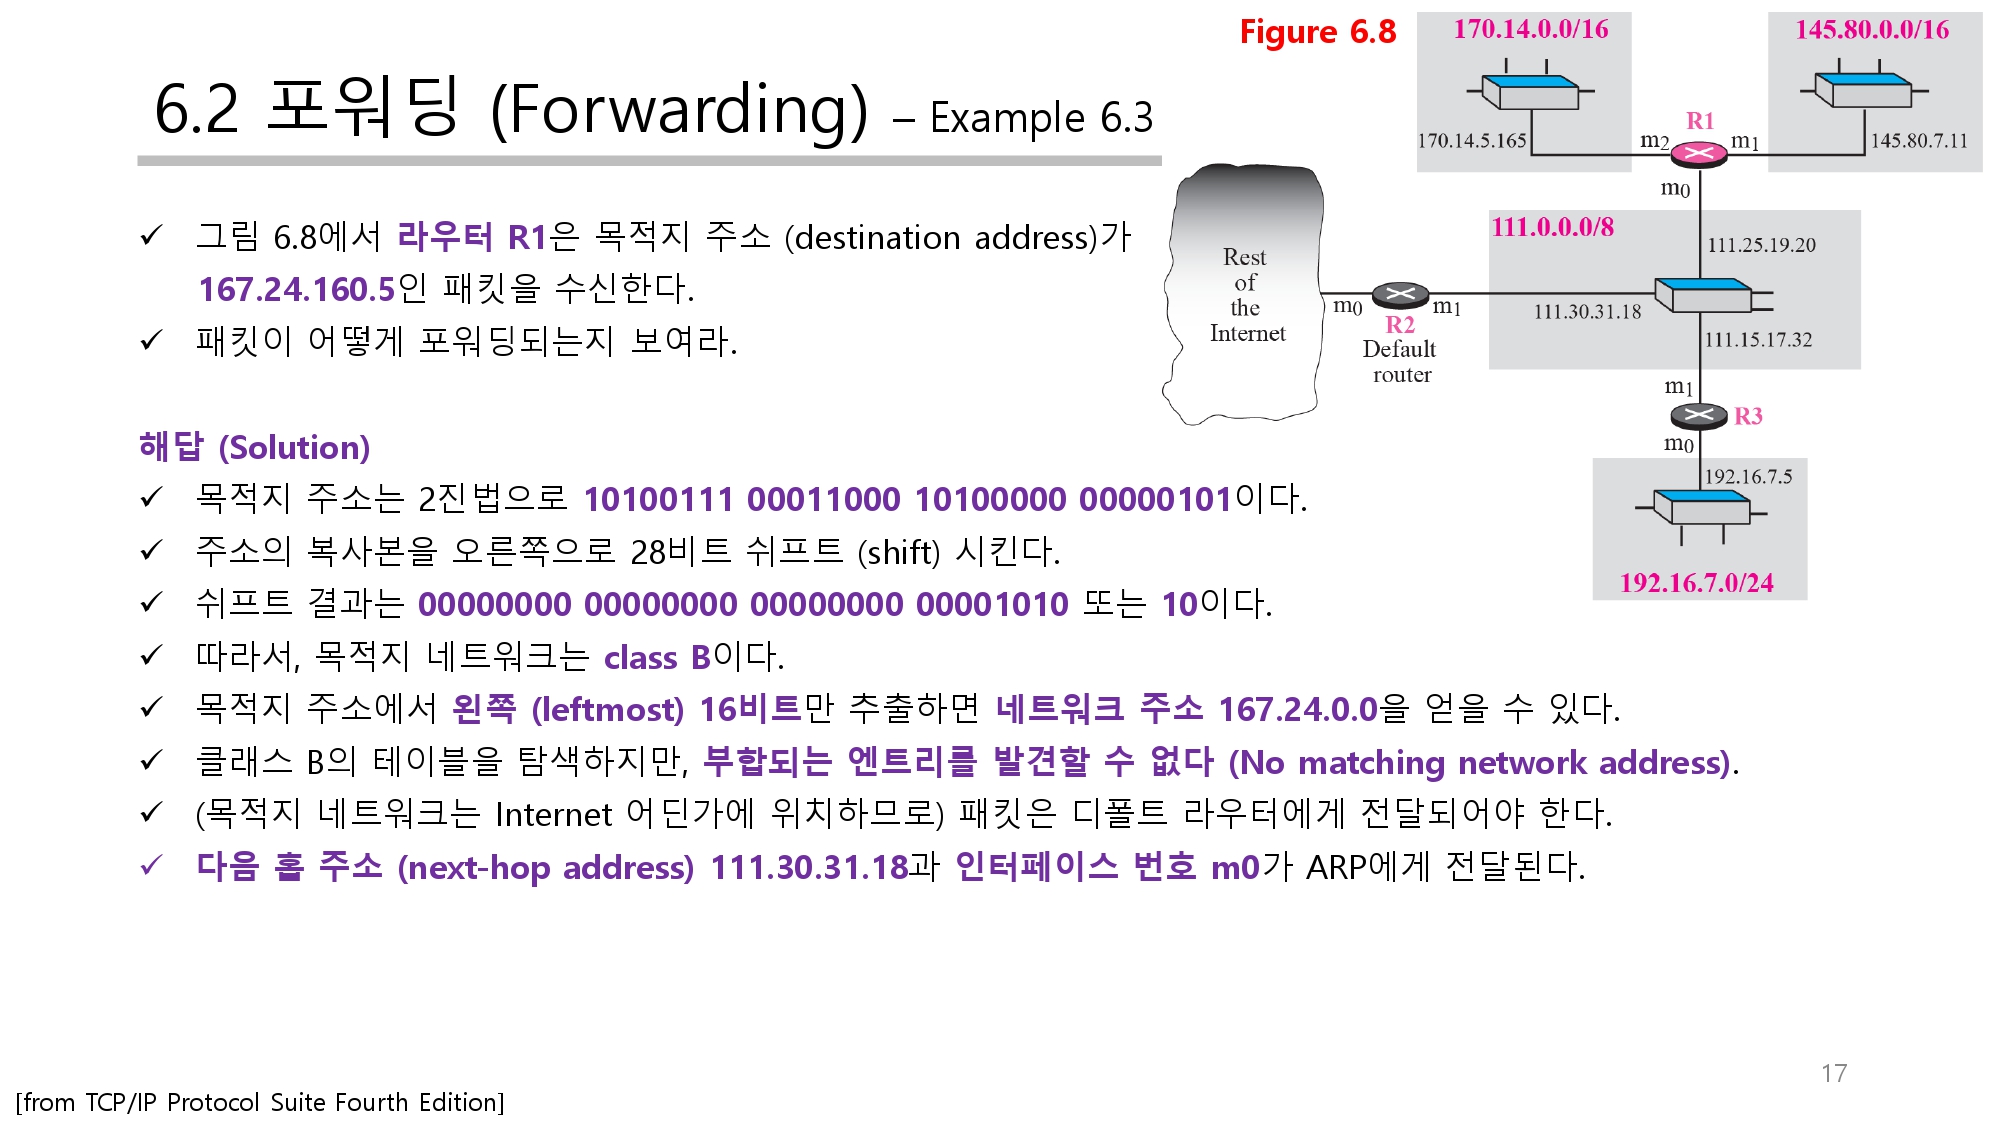 6.2 포워딩 (Forwarding) – Example 6.3
✓ 그림 6.8에서 라우터 R1은 목적지 주소 (destination address)가
167.24.160.5인 패킷을 수신한다.
✓ 패킷이 어떻게 포워딩되는지 보여라.
해답 (Solution)
✓ 목적지 주소는 2진법으로 10100111 00011000 10100000 00000101이다.
✓ 주소의 복사본을 오른쪽으로 28비트 쉬프트 (shift) 시킨다.
✓ 쉬프트 결과는 00000000 00000000 00000000 00001010 또는 10이다.
✓ 따라서, 목적지 네트워크는 class B이다.
✓ 목적지 주소에서 왼쪽 (leftmost) 16비트만 추출하면 네트워크 주소 167.24.0.0을 얻을 수 있다.
✓ 클래스 B의 테이블을 탐색하지만, 부합되는 엔트리를 발견할 수 없다 (No matching network address).
✓ (목적지 네트워크는 Internet 어딘가에 위치하므로) 패킷은 디폴트 라우터에게 전달되어야 한다.
✓ 다음 홉 주소 (next-hop address) 111.30.31.18과 인터페이스 번호 m0가 ARP에게 전달된다.
Figure 6.8
170.14.0.0/16
145.80.0.0/16
170.14.5.165
m2
R1
m1
145.80.7.11
m0
111.0.0.0/8
111.25.19.20
Rest
of
the
Internet
m0
m1
R2
Default
router
111.30.31.18
111.15.17.32
m1
R3
m0
192.16.7.5
192.16.7.0/24
17
[from TCP/IP Protocol Suite Fourth Edition]